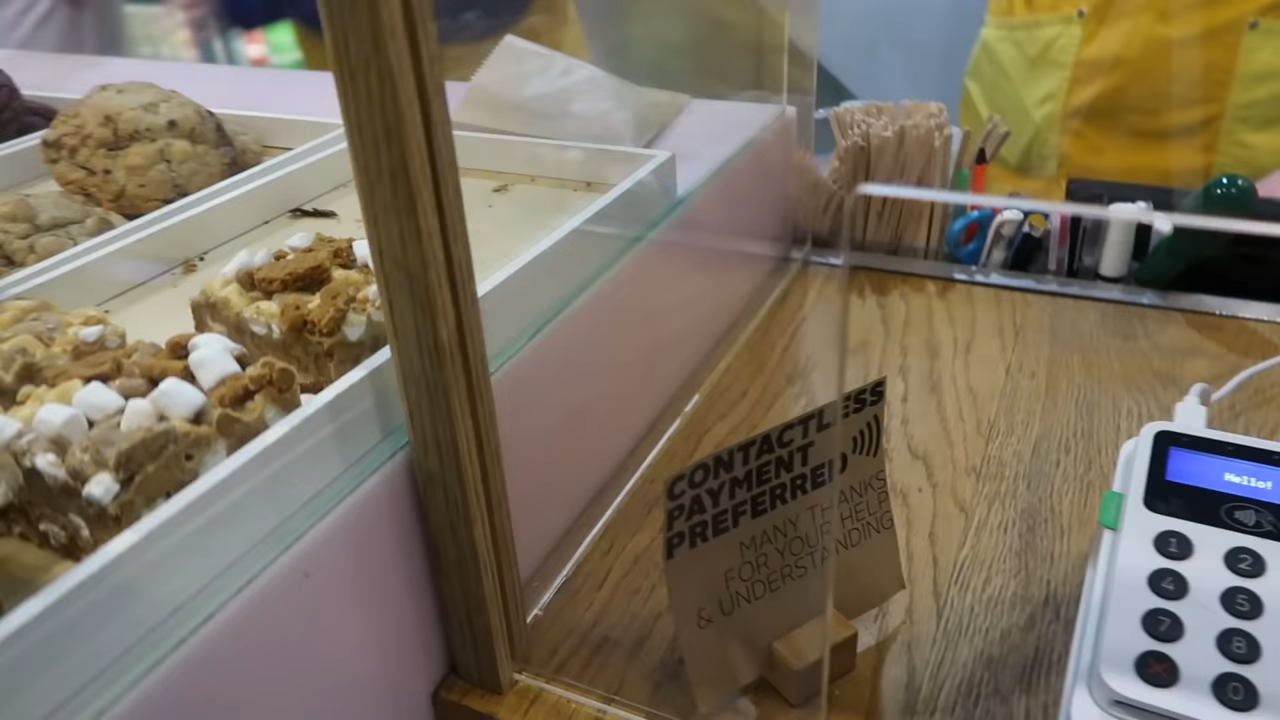 CONTACTLESS
PAYMENT
PREFERRED
MANY THANKS
FOR YOUR HELP
& UNDERSTANDING
Hello!
1 2
4 5
7 8
0